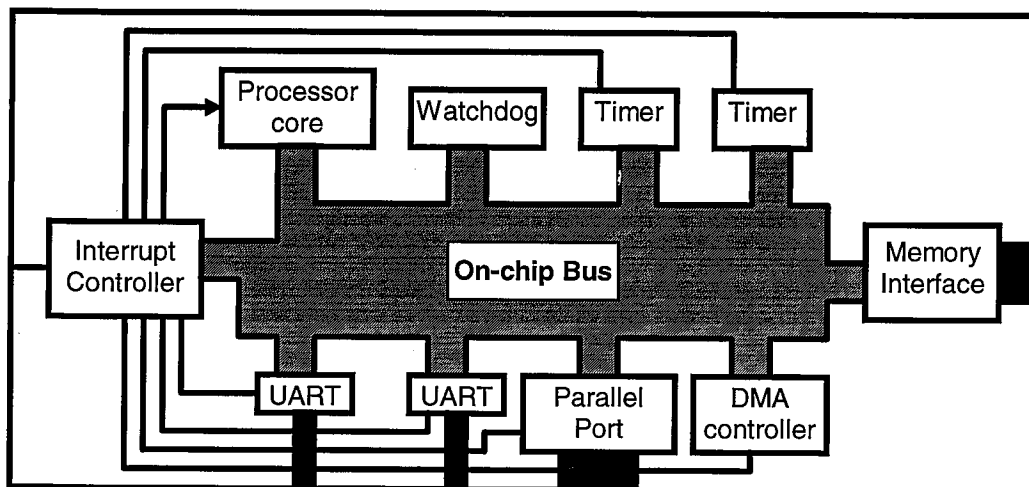 Processor
core
Watchdog
Timer
Timer
Interrupt
Controller
On-chip Bus
Memory
Interface
UART
UART
Parallel
Port
DMA
controller